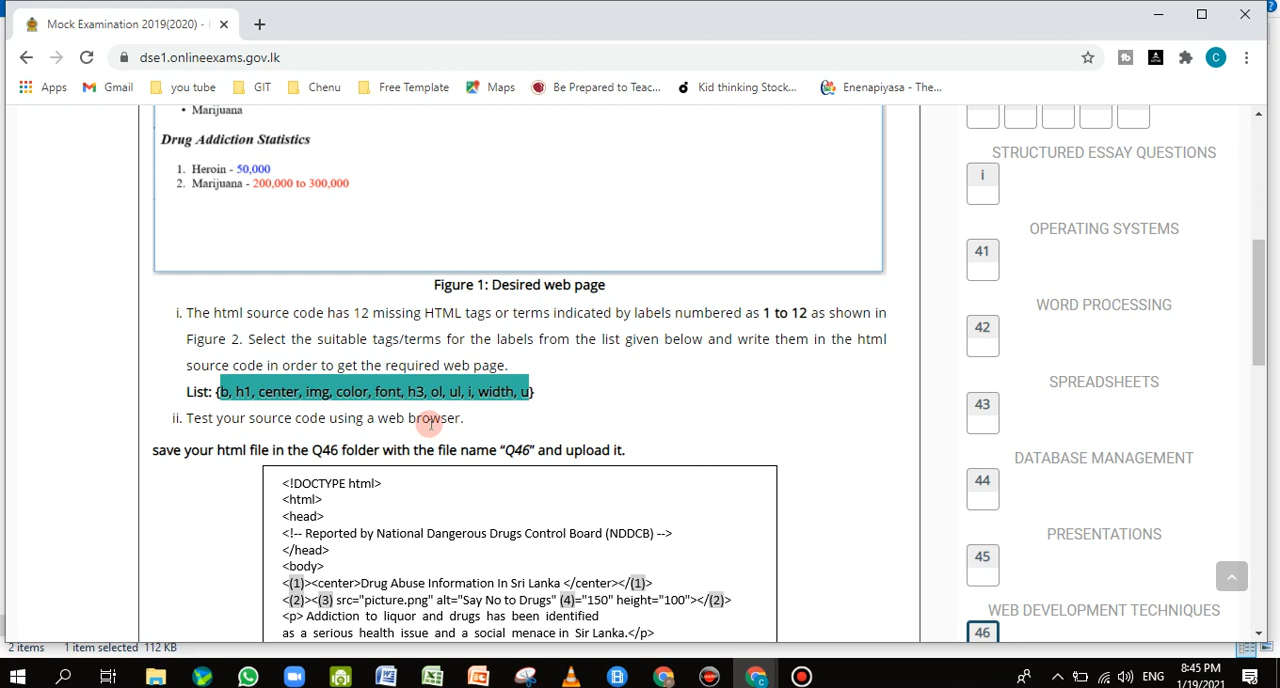 Mock Examination 2019(2020) -
dse1.onlineexams.gov.lk
Apps Gmail you tube GIT Chenu Free Template Maps Be Prepared to Teac... Kid thinking Stock... Enenapiyasa - The...
• Marijuana
Drug Addiction Statistics
1. Heroin - 50,000
2. Marijuana - 200,000 to 300,000
Figure 1: Desired web page
i. The html source code has 12 missing HTML tags or terms indicated by labels numbered as 1 to 12 as shown in
Figure 2. Select the suitable tags/terms for the labels from the list given below and write them in the html
source code in order to get the required web page.
List: {b, h1, center, img, color, font, h3, ol, ul, i, width, u}
ii. Test your source code using a web browser.
save your html file in the Q46 folder with the file name “Q46” and upload it.
<!DOCTYPE html>
<html>
<head>
<!-- Reported by National Dangerous Drugs Control Board (NDDCB) -->
</head>
<body>
<(1)><center>Drug Abuse Information In Sri Lanka </center></(1)>
<(2)><(3) src="picture.png" alt="Say No to Drugs" (4)="150" height="100"></(2)>
<p> Addiction to liquor and drugs has been identified
as a serious health issue and a social menace in Sir Lanka.</p>
STRUCTURED ESSAY QUESTIONS
i
OPERATING SYSTEMS
41
WORD PROCESSING
42
SPREADSHEETS
43
DATABASE MANAGEMENT
44
PRESENTATIONS
45
WEB DEVELOPMENT TECHNIQUES
46
2 items 1 item selected 112 KB
ENG
8:45 PM
1/19/2021